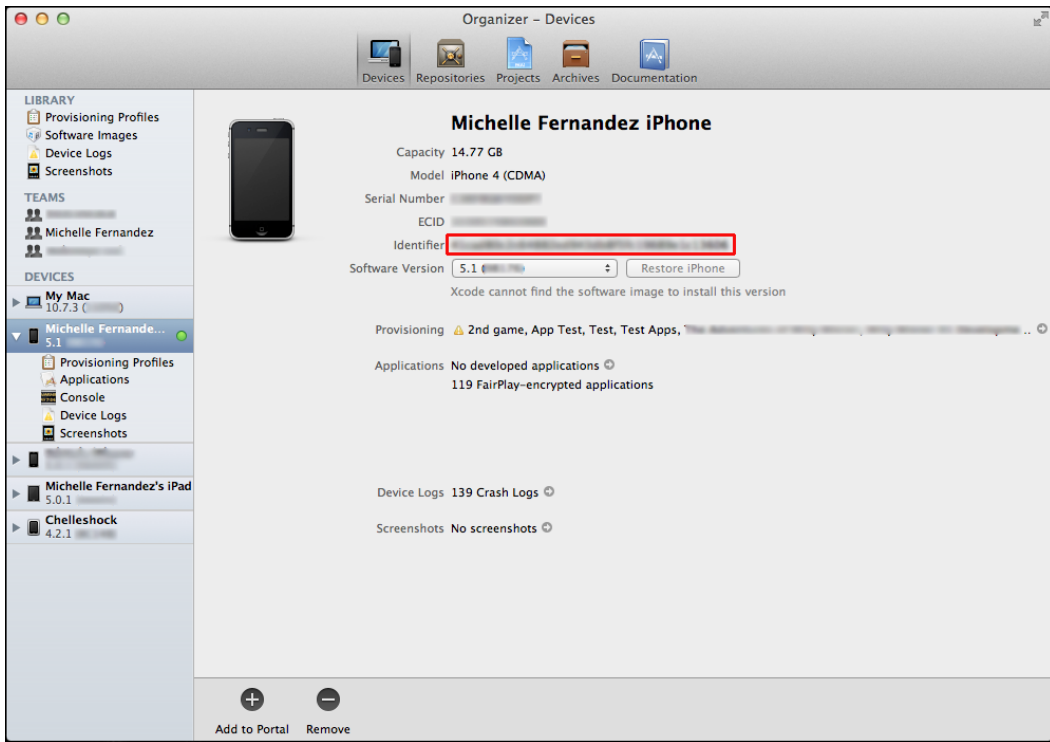 Organizer – Devices
Devices Repositories Projects Archives Documentation
LIBRARY
Provisioning Profiles
Software Images
Device Logs
Screenshots
TEAMS
Michelle Fernandez
DEVICES
My Mac
10.7.3 ( )
Michelle Fernande...
5.1
Provisioning Profiles
Applications
Console
Device Logs
Screenshots
Michelle Fernandez's iPad
5.0.1
Chelleshock
4.2.1
Michelle Fernandez iPhone
Capacity 14.77 GB
Model iPhone 4 (CDMA)
Serial Number
ECID
Identifier
Software Version 5.1 ( Restore iPhone
Xcode cannot find the software image to install this version
Provisioning 2nd game, App Test, Test, Test Apps, ..
Applications No developed applications
119 FairPlay-encrypted applications
Device Logs 139 Crash Logs
Screenshots No screenshots
Add to Portal Remove